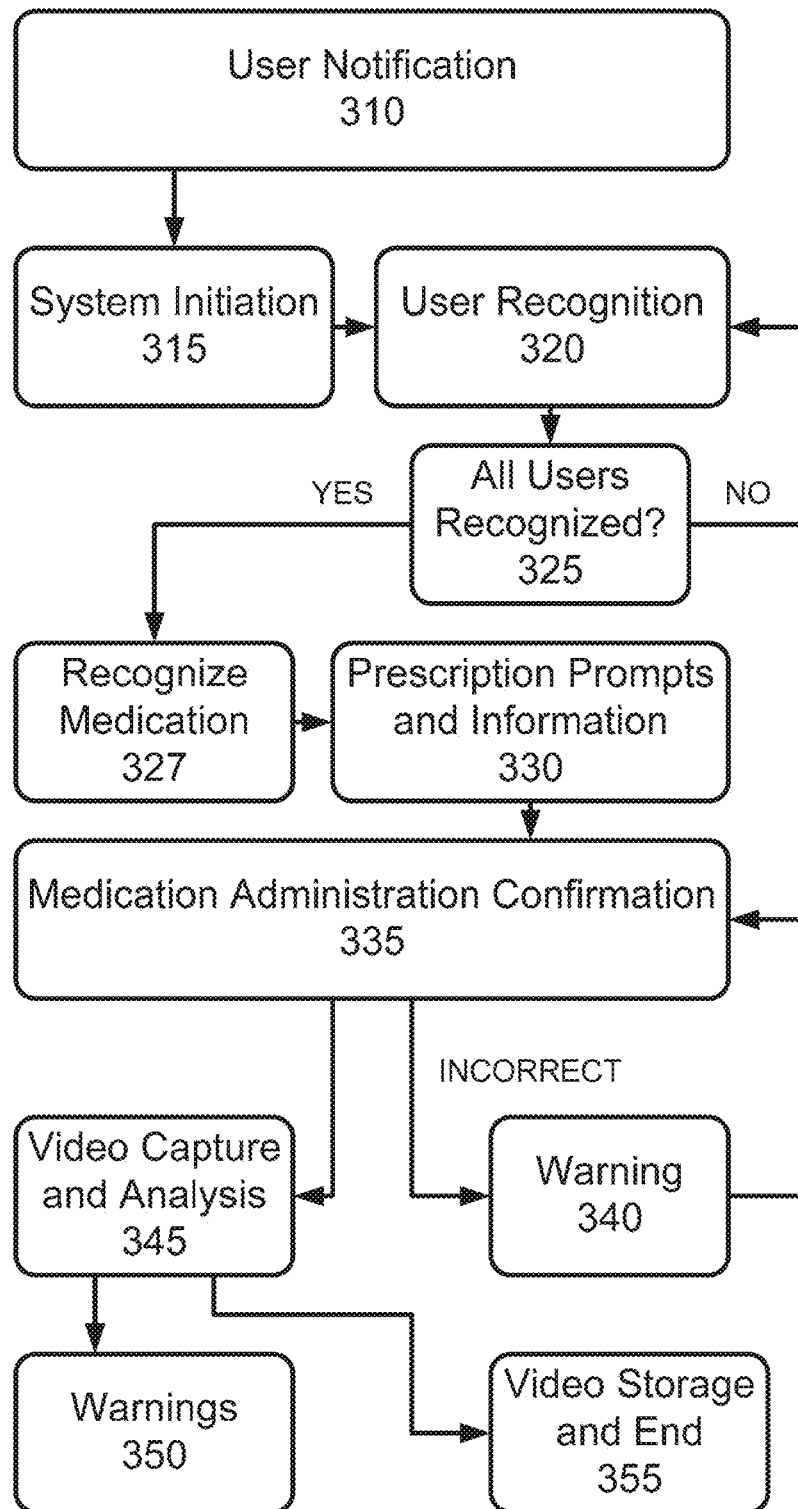 User Notification
310
System Initiation
315
User Recognition
320
All Users
Recognized?
325
YES
NO
Recognize
Medication
327
Prescription Prompts
and Information
330
Medication Administration Confirmation
335
INCORRECT
Video Capture
and Analysis
345
Warning
340
Warnings
350
Video Storage
and End
355